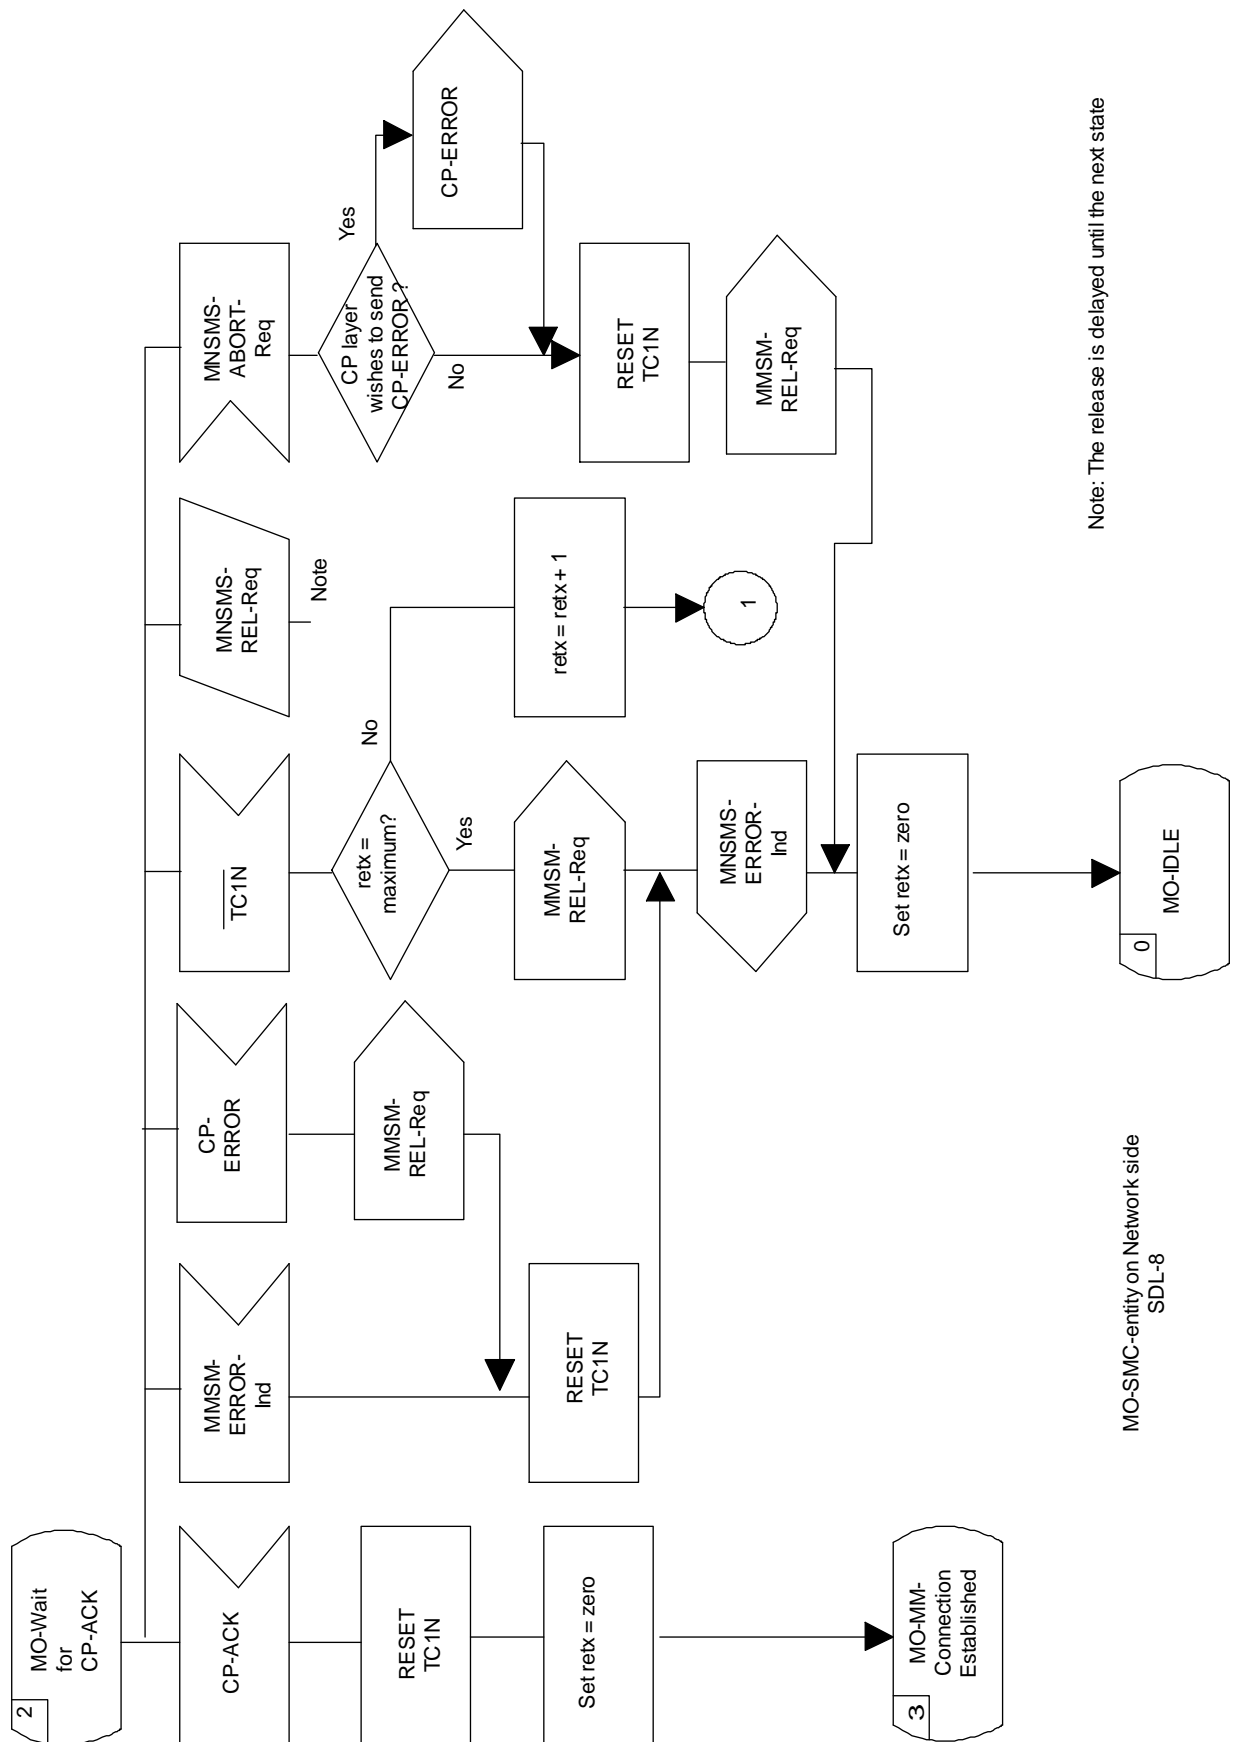 2
MO-Wait
for
CP-ACK
CP-ACK
RESET
TC1N
Set retx = zero
3
MO-MM-
Connection
Established
MMSM-
ERROR-
Ind
RESET
TC1N
CP-
ERROR
MMSM-
REL-Req
TC1N
retx =
maximum?
No
Yes
MMSM-
REL-Req
MNSMS-
ERROR-
Ind
Set retx = zero
0
MO-IDLE
MNSMS-
REL-Req
Note
retx = retx + 1
1
MNSMS-
ABORT-
Req
CP layer
wishes to send
CP-ERROR ?
Yes
No
CP-ERROR
RESET
TC1N
MMSM-
REL-Req
Note: The release is delayed until the next state
MO-SMC-entity on Network side
SDL-8